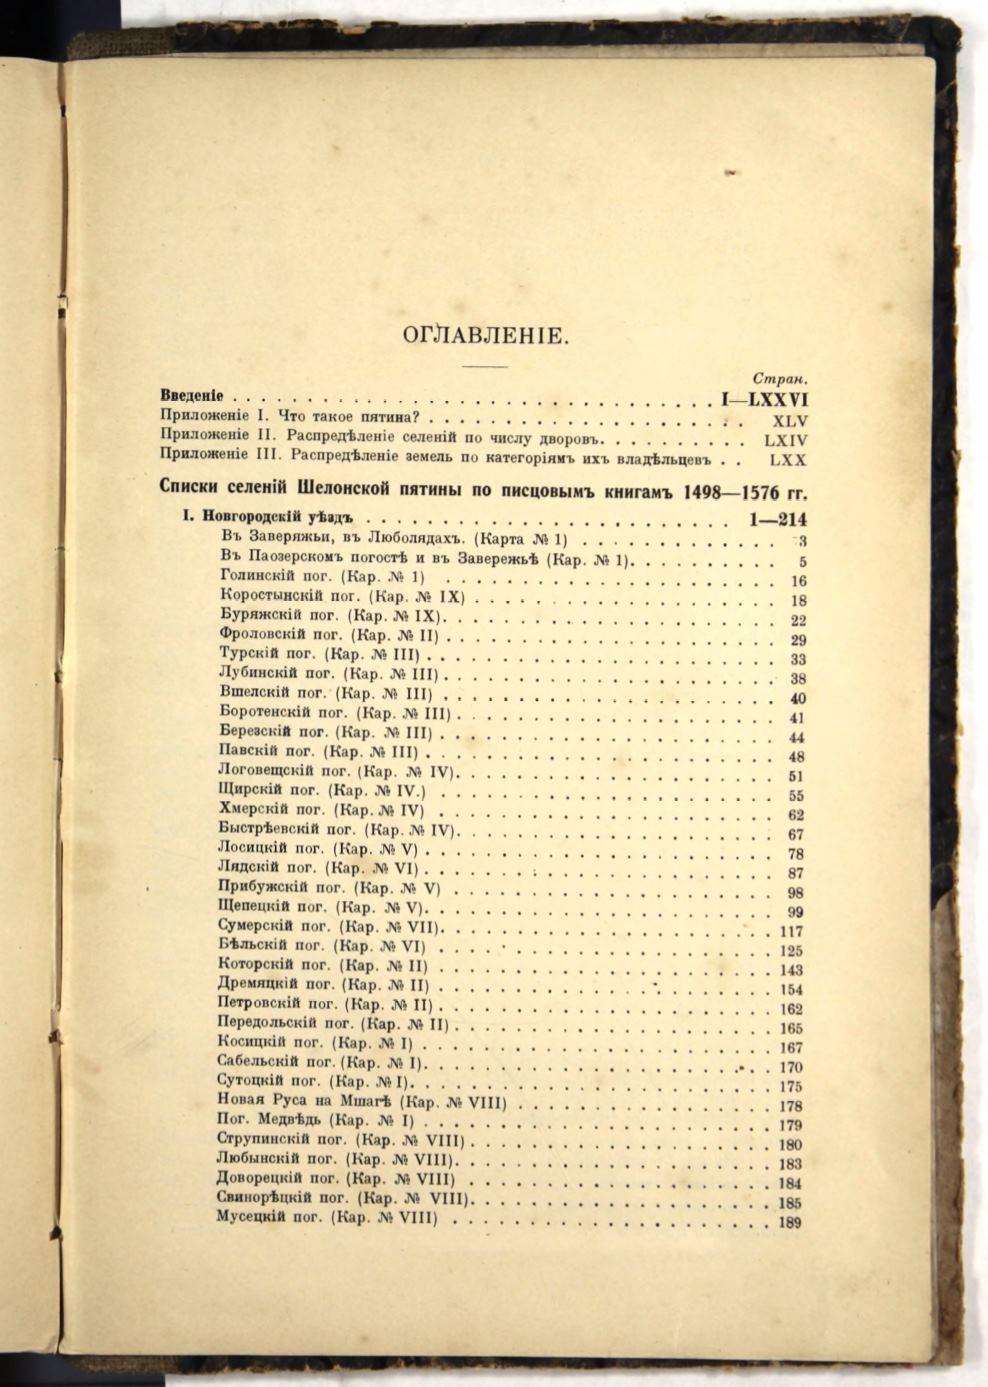 ОГЛАВЛЕНІЕ.
Стран.
Введеніе . . . . . . . . . . . . . . . . . . . . . . . . . . . . . . I—LXXVI
Приложеніе I. Что такое пятина? . . . . . . . . . . . . . . . . . . . . . XLV
Приложеніе II. Распредѣленіе селеній по числу дворовъ. . . . . . . . . . LXIV
Приложеніе III. Распредѣленіе земель по категоріямъ ихъ владѣльцевъ . . LXX
Списки селеній Шелонской пятины по писцовымъ книгамъ 1498—1576 гг.
I. Новгородскій уѣздъ . . . . . . . . . . . . . . . . . . . . . . . . 1—214
Въ Заверяжьи, въ Люболядахъ. (Карта № 1) . . . . . . . . . . . . . 3
Въ Паозерскомъ погостѣ и въ Завережьѣ (Кар. № 1). . . . . . . . . . 5
Голинскій пог. (Кар. № 1) . . . . . . . . . . . . . . . . . . . . . 16
Коростынскій пог. (Кар. № IX) . . . . . . . . . . . . . . . . . . . . 18
Буряжскій пог. (Кар. № IX). . . . . . . . . . . . . . . . . . . . . . 22
Фроловскій пог. (Кар. № II) . . . . . . . . . . . . . . . . . . . . . 29
Турскій пог. (Кар. № III) . . . . . . . . . . . . . . . . . . . . . . 33
Лубинскій пог. (Кар. № III) . . . . . . . . . . . . . . . . . . . . . 38
Вшелскій пог. (Кар. № III) . . . . . . . . . . . . . . . . . . . . . 40
Боротенскій пог. (Кар. № III) . . . . . . . . . . . . . . . . . . . . 41
Березскій пог. (Кар. № III) . . . . . . . . . . . . . . . . . . . . . 44
Павскій пог. (Кар. № III) . . . . . . . . . . . . . . . . . . . . . . 48
Логовещскій пог. (Кар. № IV). . . . . . . . . . . . . . . . . . . . . 51
Щирскій пог. (Кар. № IV.) . . . . . . . . . . . . . . . . . . . . . . 55
Хмерскій пог. (Кар. № IV) . . . . . . . . . . . . . . . . . . . . . . 62
Быстрѣевскій пог. (Кар. № IV). . . . . . . . . . . . . . . . . . . . . 67
Лосицкій пог. (Кар. № V) . . . . . . . . . . . . . . . . . . . . . . . 78
Лядскій пог. (Кар. № VI) . . . . . . . . . . . . . . . . . . . . . . . 87
Прибужскій пог. (Кар. № V) . . . . . . . . . . . . . . . . . . . . . 98
Щепецкій пог. (Кар. № V). . . . . . . . . . . . . . . . . . . . . . . 99
Сумерскій пог. (Кар. № VII). . . . . . . . . . . . . . . . . . . . . . 117
Бѣльскій пог. (Кар. № VI) . . . . . . . . . . . . . . . . . . . . . . 125
Которскій пог. (Кар. № II) . . . . . . . . . . . . . . . . . . . . . . 143
Дремяцкій пог. (Кар. № II) . . . . . . . . . . . . . . . . . . . . . . 154
Петровскій пог. (Кар. № II) . . . . . . . . . . . . . . . . . . . . . . 162
Передольскій пог. (Кар. № II) . . . . . . . . . . . . . . . . . . . . . 165
Косицкій пог. (Кар. № I) . . . . . . . . . . . . . . . . . . . . . . . 167
Сабельскій пог. (Кар. № I). . . . . . . . . . . . . . . . . . . . . . . 170
Сутоцкій пог. (Кар. № I). . . . . . . . . . . . . . . . . . . . . . . . 175
Новая Руса на Мшагѣ (Кар. № VIII) . . . . . . . . . . . . . . . . . 178
Пог. Медвѣдь (Кар. № I) . . . . . . . . . . . . . . . . . . . . . . . 179
Струпинскій пог. (Кар. № VIII) . . . . . . . . . . . . . . . . . . . . 180
Любынскій пог. (Кар. № VIII). . . . . . . . . . . . . . . . . . . . . 183
Доворецкій пог. (Кар. № VIII) . . . . . . . . . . . . . . . . . . . . 184
Свинорѣцкій пог. (Кар. № VIII). . . . . . . . . . . . . . . . . . . . 185
Мусецкій пог. (Кар. № VIII) . . . . . . . . . . . . . . . . . . . . . 189